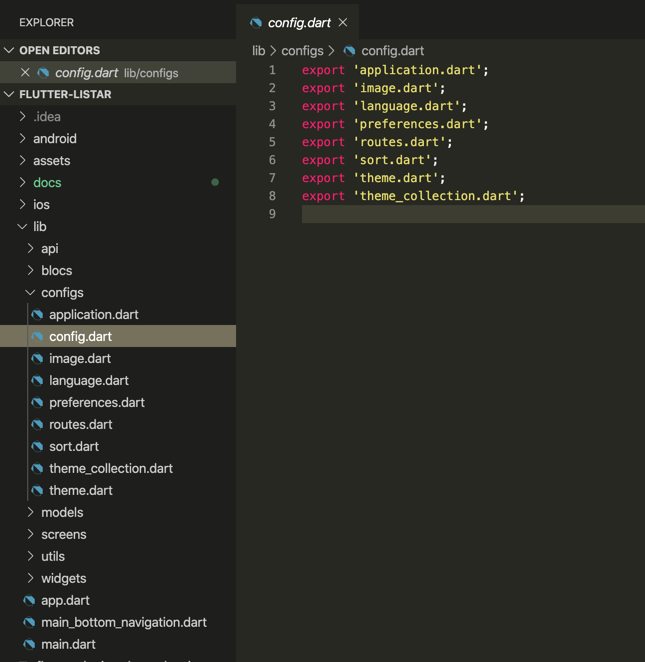 EXPLORER
OPEN EDITORS
config.dart lib/configs
FLUTTER-LISTAR
.idea
android
assets
docs
ios
lib
api
blocs
configs
application.dart
config.dart
image.dart
language.dart
preferences.dart
routes.dart
sort.dart
theme_collection.dart
theme.dart
models
screens
utils
widgets
app.dart
main_bottom_navigation.dart
main.dart
config.dart
lib > configs > config.dart
1 export 'application.dart';
2 export 'image.dart';
3 export 'language.dart';
4 export 'preferences.dart';
5 export 'routes.dart';
6 export 'sort.dart';
7 export 'theme.dart';
8 export 'theme_collection.dart';
9